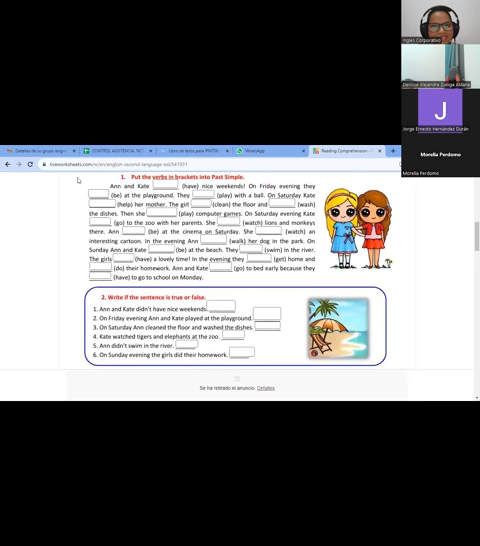 Ingles Corporativo
Denisse Alejandra Zuniga Aldana
J
Jorge Ernesto Hernández Durán
Morelia Perdomo
Morelia Perdomo
Detalles de su grupo
CONTROL ASISTENCIA
Libro de texto para
WhatsApp
Reading Comprehension
liveworksheets.com/w/en/english-second-language-esl/541931
1. Put the verbs in brackets into Past Simple.
Ann and Kate (have) nice weekends! On Friday evening they
(be) at the playground. They (play) with a ball. On Saturday Kate
(help) her mother. The girl (clean) the floor and (wash)
the dishes. Then she (play) computer games. On Saturday evening Kate
(go) to the zoo with her parents. She (watch) lions and monkeys
there. Ann (be) at the cinema on Saturday. She (watch) an
interesting cartoon. In the evening Ann (walk) her dog in the park. On
Sunday Ann and Kate (be) at the beach. They (swim) in the river.
The girls (have) a lovely time! In the evening they (get) home and
(do) their homework. Ann and Kate (go) to bed early because they
(have) to go to school on Monday.
2. Write if the sentence is true or false.
1. Ann and Kate didn't have nice weekends.
2. On Friday evening Ann and Kate played at the playground.
3. On Saturday Ann cleaned the floor and washed the dishes.
4. Kate watched tigers and elephants at the zoo.
5. Ann didn't swim in the river.
6. On Sunday evening the girls did their homework.
Se ha retirado el anuncio. Detalles